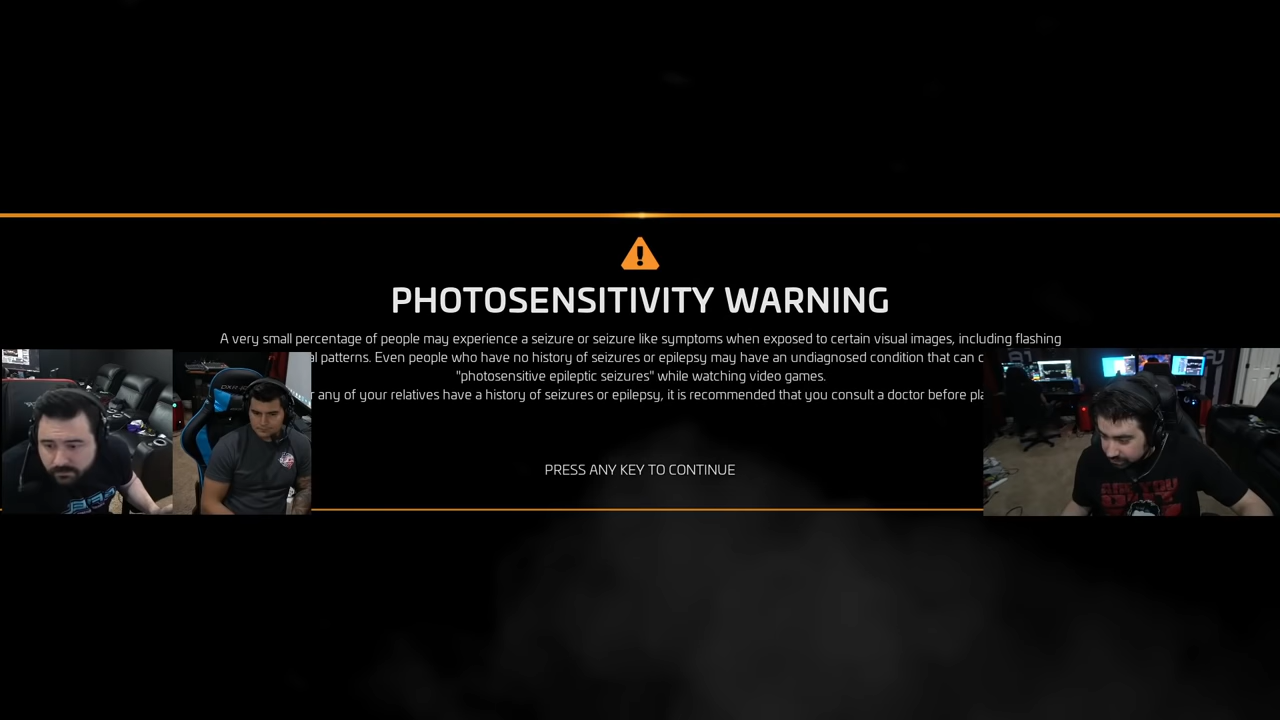 PHOTOSENSITIVITY WARNING
A very small percentage of people may experience a seizure or seizure like symptoms when exposed to certain visual images, including flashing
patterns. Even people who have no history of seizures or epilepsy may have an undiagnosed condition that can
"photosensitive epileptic seizures" while watching video games.
any of your relatives have a history of seizures or epilepsy, it is recommended that you consult a doctor before
PRESS ANY KEY TO CONTINUE